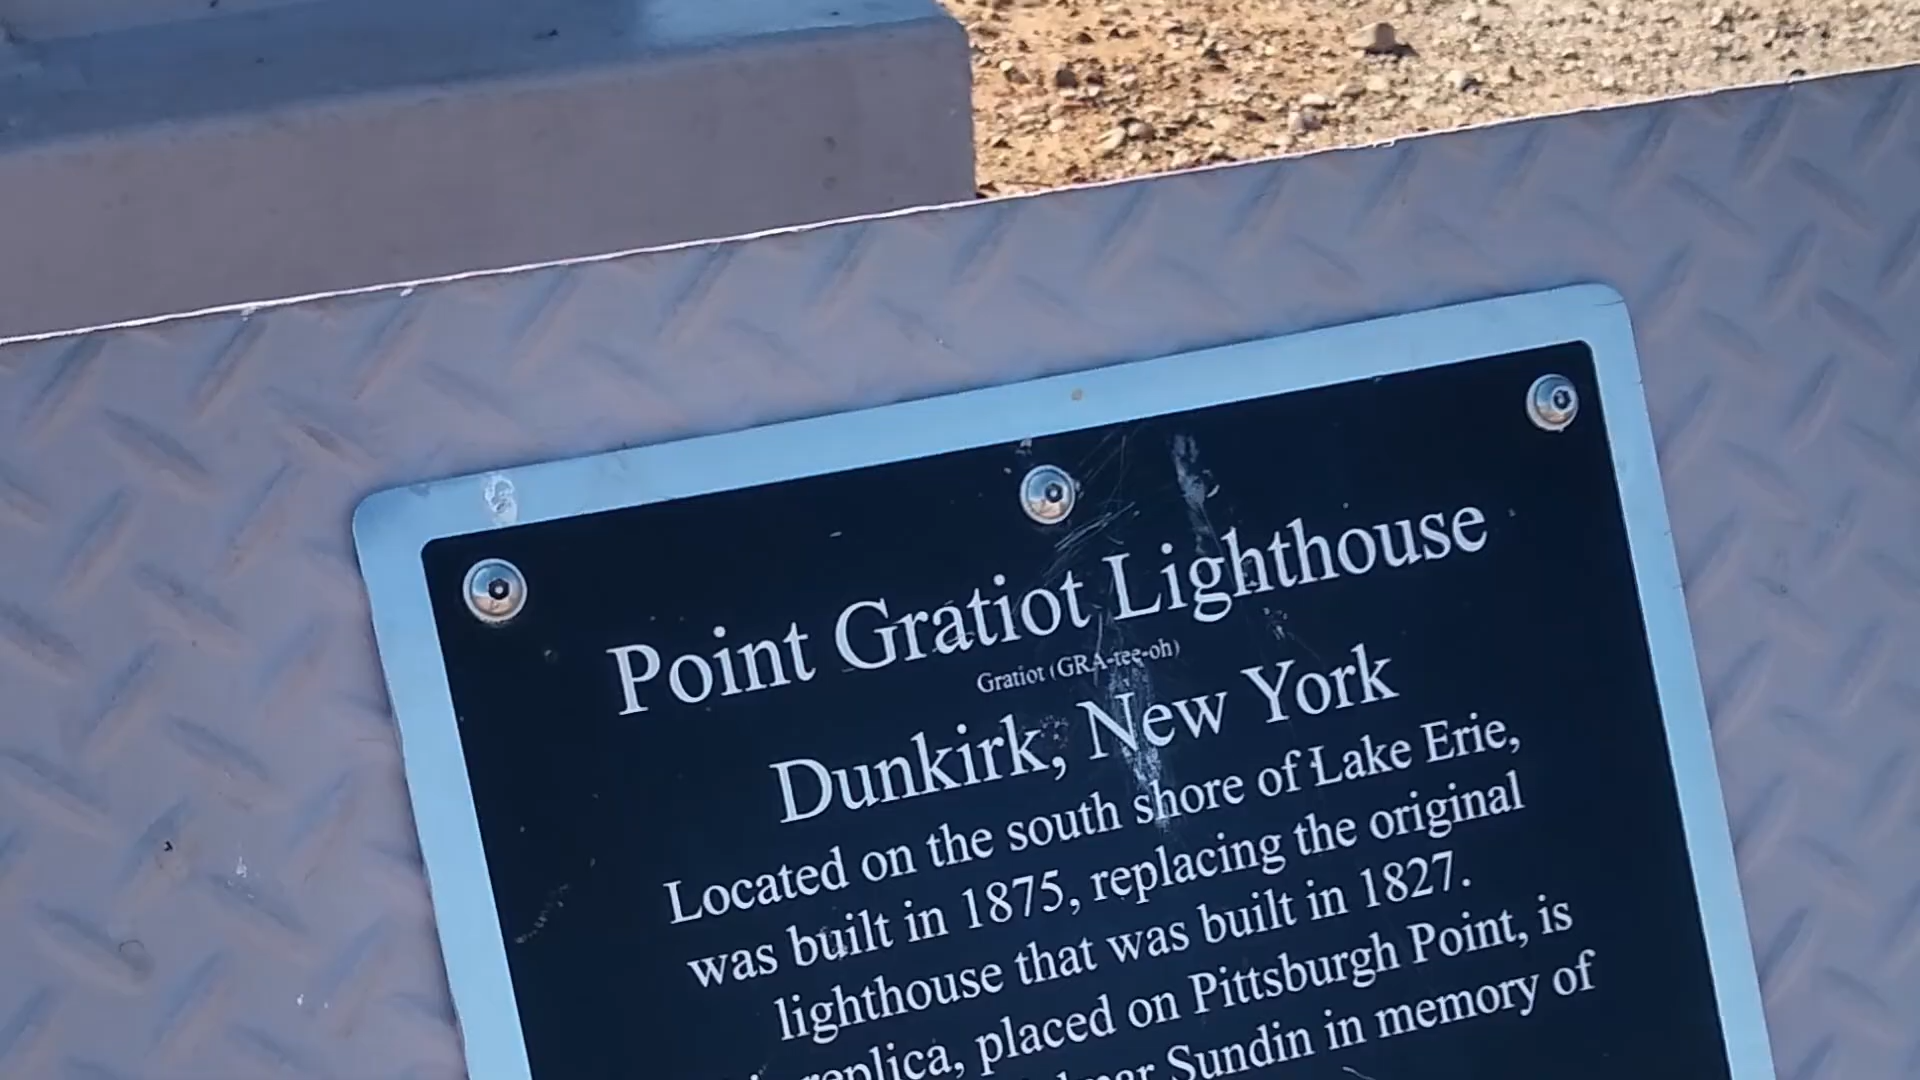 Point Gratiot Lighthouse
Gratiot (GRA-tee-oh)
Dunkirk, New York
Located on the south shore of Lake Erie,
was built in 1875, replacing the original
lighthouse that was built in 1827.
replica, placed on Pittsburgh Point, is
Sundin in memory of